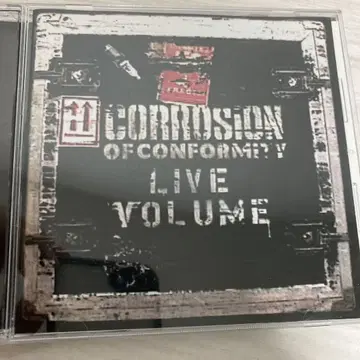 CORROSION
OF CONFORMITY
LIVE
VOLUME